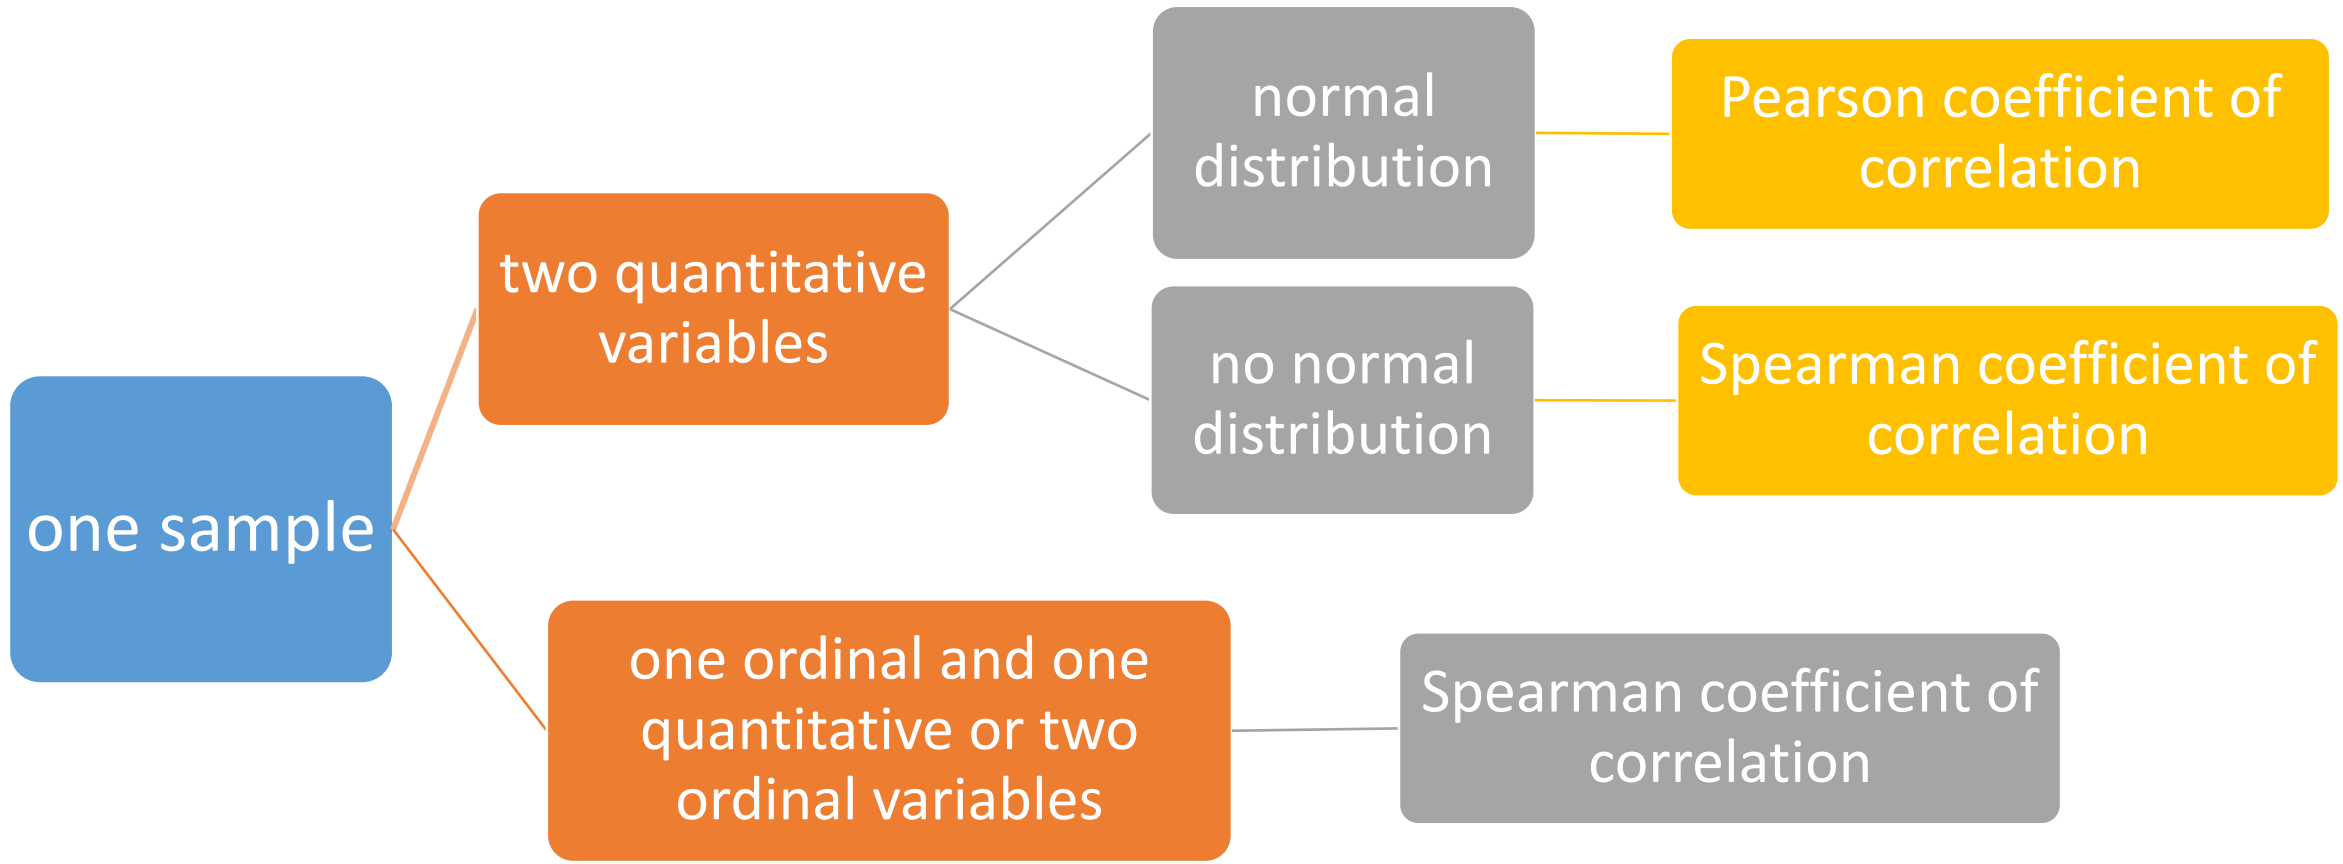 one sample
two quantitative
variables
normal
distribution
Pearson coefficient of
correlation
no normal
distribution
Spearman coefficient of
correlation
one ordinal and one
quantitative or two
ordinal variables
Spearman coefficient of
correlation